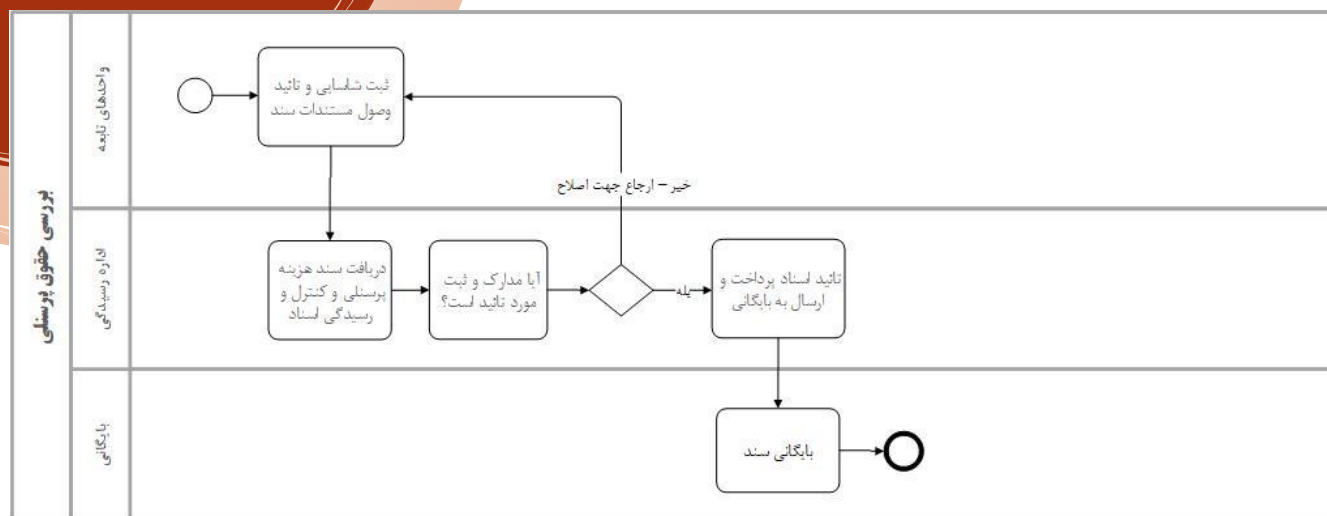 بررسی حقوق پرسنلی
واحدهای تابعه
ثبت شاسایی و تائید
وصول مستندات سند
خیر – ارجاع جهت اصلاح
اداره رسیدگی
دریافت سند هزینه
پرسنلی و کنترل و
رسیدگی اسناد
آیا مدارک و ثبت
مورد تائید است؟
بله
تائید اسناد پرداخت و
ارسال به بایگانی
بایگانی
بایگانی سند